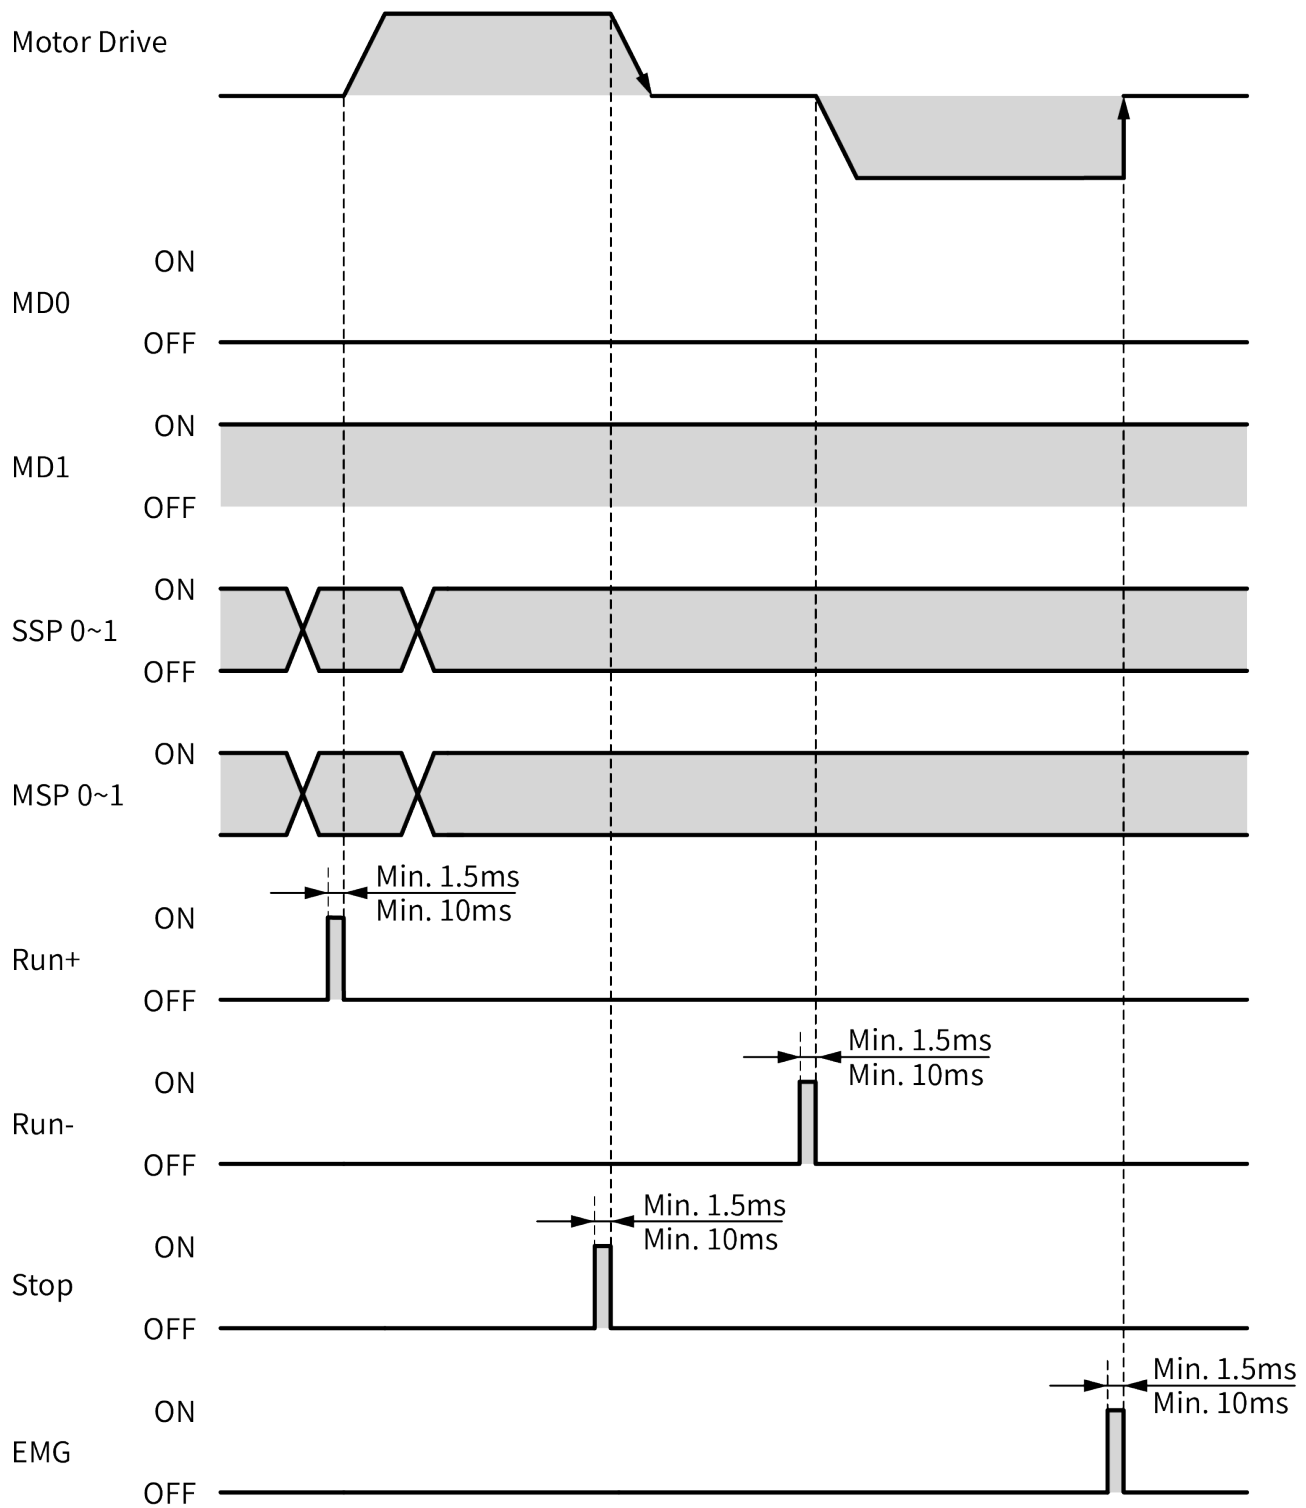 Motor Drive
ON
MD0
OFF
ON
MD1
OFF
ON
SSP 0~1
OFF
ON
MSP 0~1
Min. 1.5ms
Min. 10ms
ON
Run+
OFF
Min. 1.5ms
Min. 10ms
ON
Run-
OFF
Min. 1.5ms
Min. 10ms
ON
Stop
OFF
Min. 1.5ms
Min. 10ms
ON
EMG
OFF